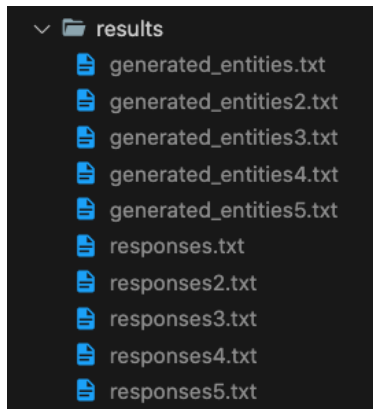 results
generated_entities.txt
generated_entities2.txt
generated_entities3.txt
generated_entities4.txt
generated_entities5.txt
responses.txt
responses2.txt
responses3.txt
responses4.txt
responses5.txt